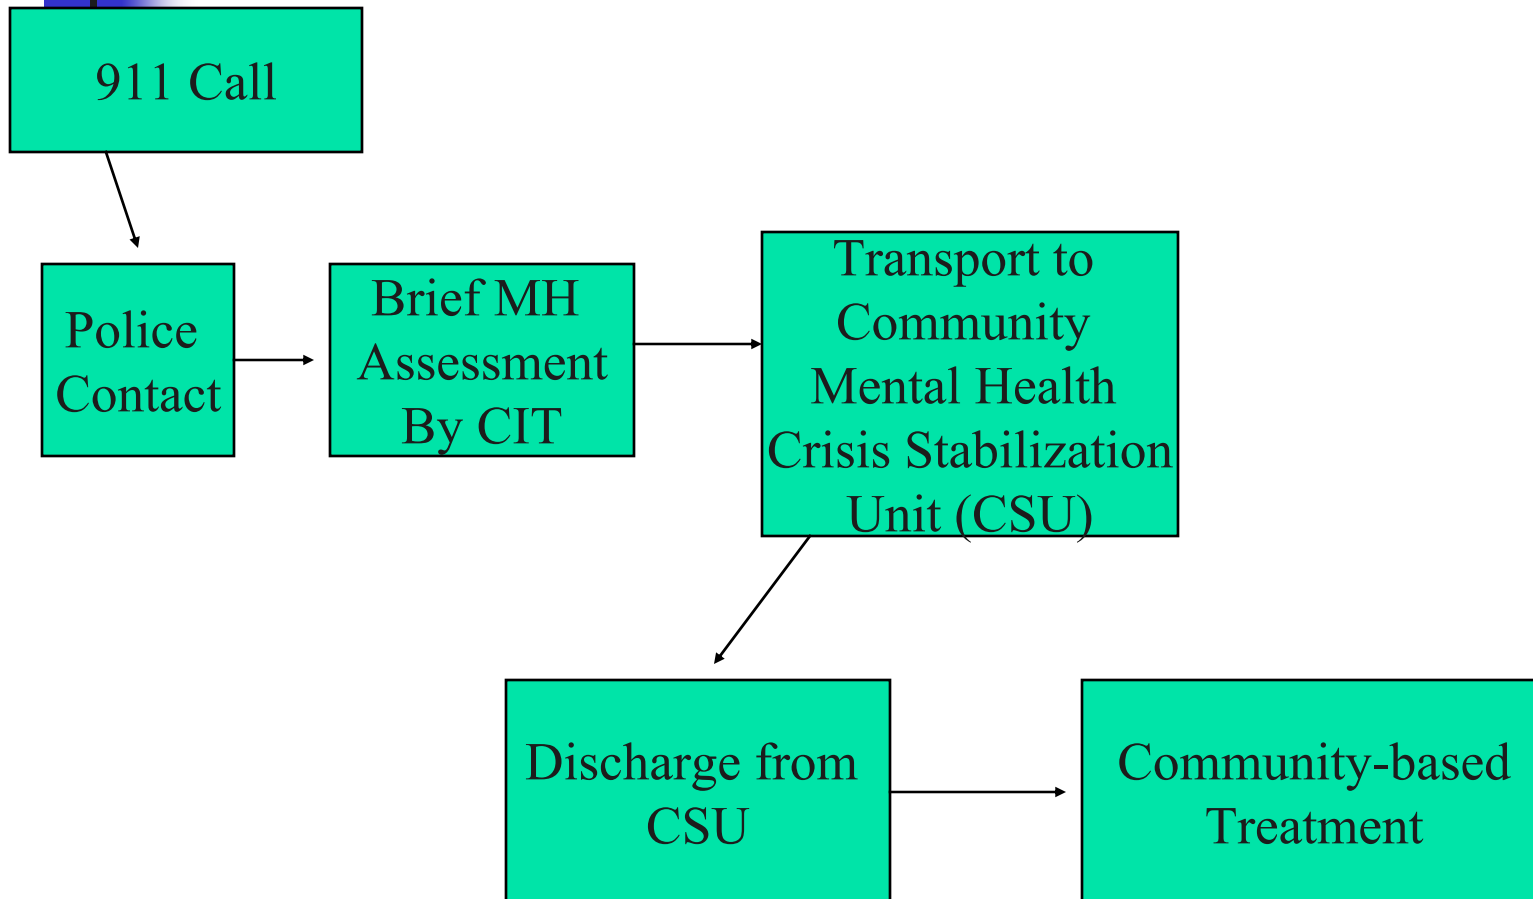 911 Call
Police
Contact
Brief MH
Assessment
By CIT
Transport to
Community
Mental Health
Crisis Stabilization
Unit (CSU)
Discharge from
CSU
Community-based
Treatment